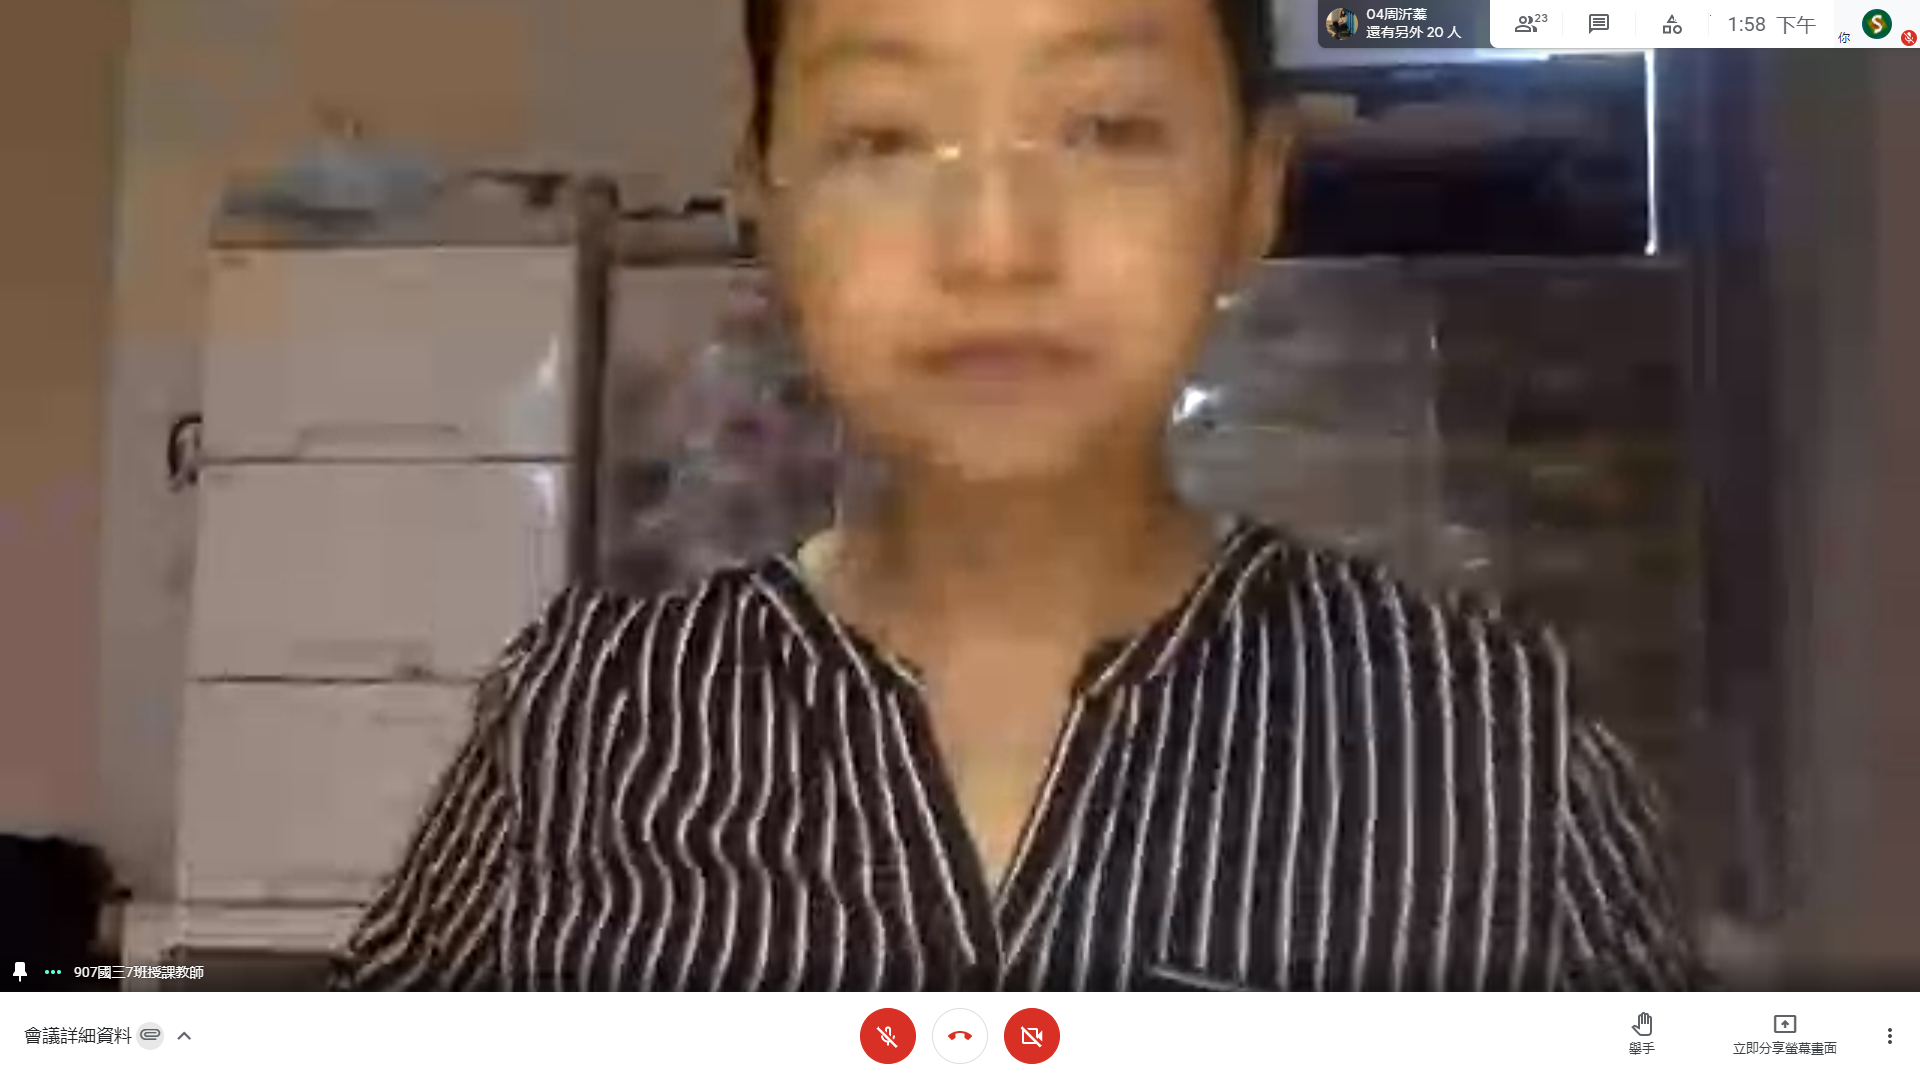 04周沂蓁
還有另外 20 人
23
1:58 下午
你
907國三7班授課教師
會議詳細資料
舉手
立即分享螢幕畫面